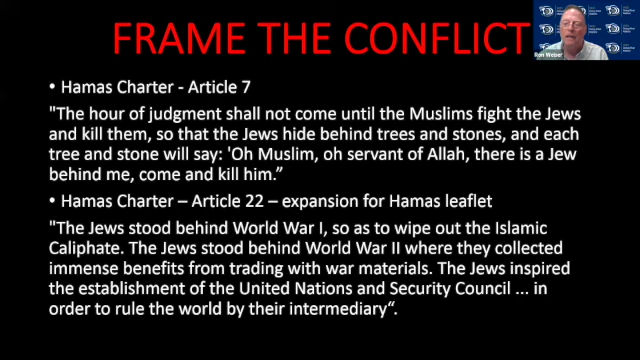 FRAME THE CONFLICT
Ron Weiser
• Hamas Charter - Article 7
"The hour of judgment shall not come until the Muslims fight the Jews
and kill them, so that the Jews hide behind trees and stones, and each
tree and stone will say: 'Oh Muslim, oh servant of Allah, there is a Jew
behind me, come and kill him.”
• Hamas Charter – Article 22 – expansion for Hamas leaflet
"The Jews stood behind World War I, so as to wipe out the Islamic
Caliphate. The Jews stood behind World War II where they collected
immense benefits from trading with war materials. The Jews inspired
the establishment of the United Nations and Security Council ... in
order to rule the world by their intermediary“.